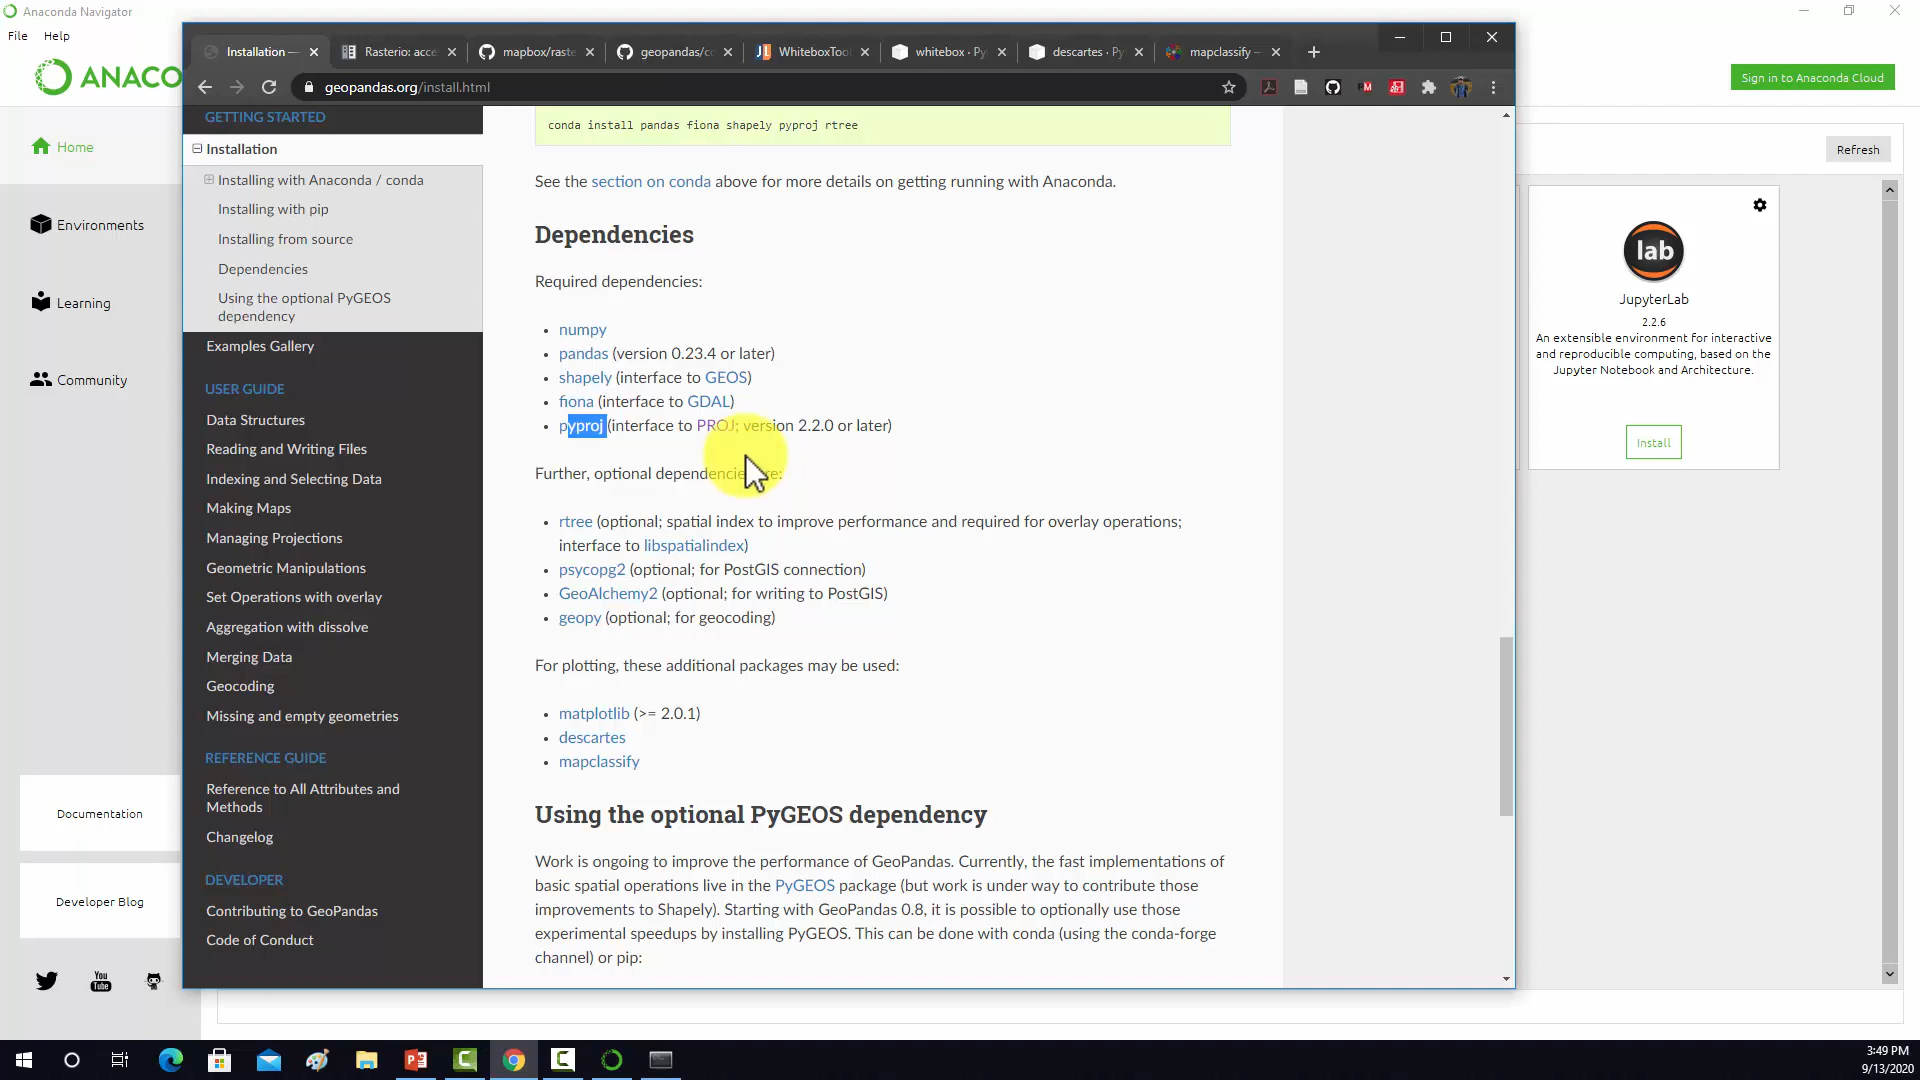 Anaconda Navigator
File Help
ANACO
Sign in to Anaconda Cloud
Home
Environments
Learning
Community
Documentation
Developer Blog
You
Tube
Refresh
lab
JupyterLab
2.2.6
An extensible environment for interactive
and reproducible computing, based on the
Jupyter Notebook and Architecture.
Install
Installation —
Rasterio: acce
mapbox/raste
geopandas/c
JL WhiteboxTool
whitebox · Py
descartes · Py
mapclassify —
geopandas.org/install.html
GETTING STARTED
Installation
Installing with Anaconda / conda
Installing with pip
Installing from source
Dependencies
Using the optional PyGEOS
dependency
Examples Gallery
USER GUIDE
Data Structures
Reading and Writing Files
Indexing and Selecting Data
Making Maps
Managing Projections
Geometric Manipulations
Set Operations with overlay
Aggregation with dissolve
Merging Data
Geocoding
Missing and empty geometries
REFERENCE GUIDE
Reference to All Attributes and
Methods
Changelog
DEVELOPER
Contributing to GeoPandas
Code of Conduct
conda install pandas fiona shapely pyproj rtree
See the section on conda above for more details on getting running with Anaconda.
Dependencies
Required dependencies:
• numpy
• pandas (version 0.23.4 or later)
• shapely (interface to GEOS)
• fiona (interface to GDAL)
• pyproj (interface to PROJ; version 2.2.0 or later)
Further, optional dependencie re:
• rtree (optional; spatial index to improve performance and required for overlay operations;
interface to libspatialindex)
• psycopg2 (optional; for PostGIS connection)
• GeoAlchemy2 (optional; for writing to PostGIS)
• geopy (optional; for geocoding)
For plotting, these additional packages may be used:
• matplotlib (>= 2.0.1)
• descartes
• mapclassify
Using the optional PyGEOS dependency
Work is ongoing to improve the performance of GeoPandas. Currently, the fast implementations of
basic spatial operations live in the PyGEOS package (but work is under way to contribute those
improvements to Shapely). Starting with GeoPandas 0.8, it is possible to optionally use those
experimental speedups by installing PyGEOS. This can be done with conda (using the conda-forge
channel) or pip:
3:49 PM
9/13/2020